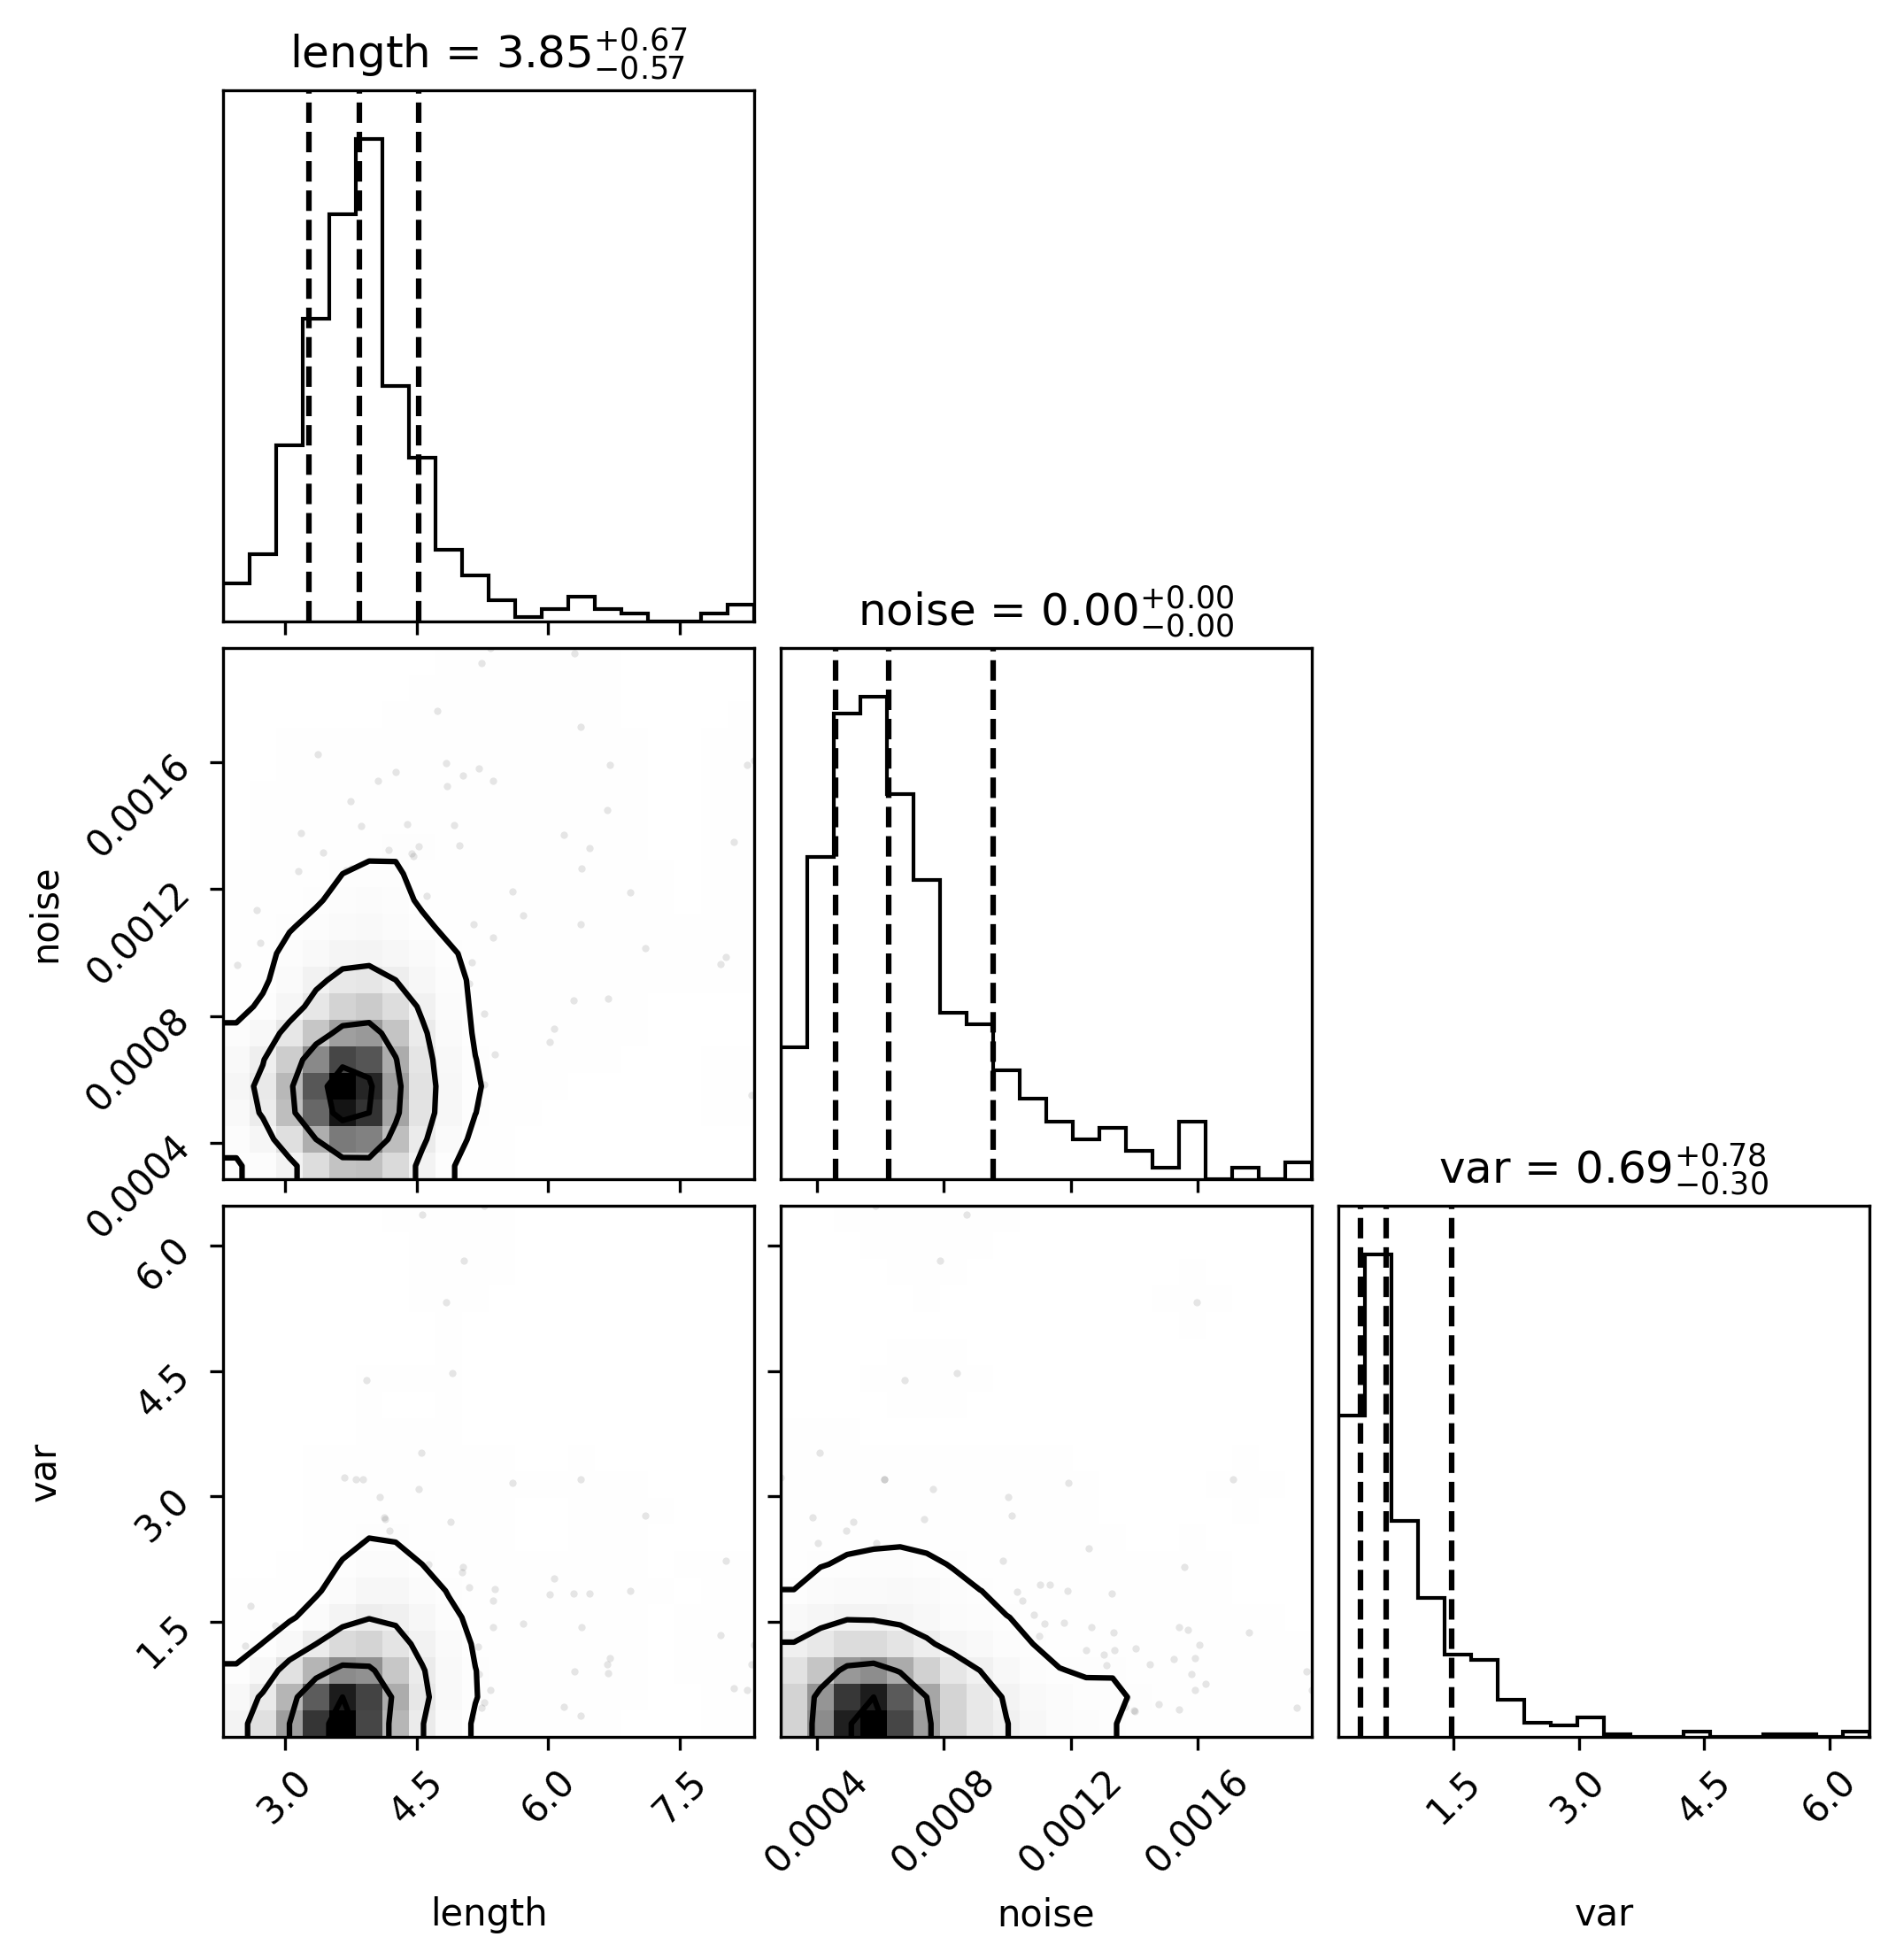 length = 3.85 +0.67 −0.57
noise = 0.00 +0.00 −0.00
noise
0.0016
0.0012
0.0008
0.0004
var = 0.69 +0.78 −0.30
var
6.0
4.5
3.0
1.5
3.0 4.5 6.0 7.5
0.0004 0.0008 0.0012 0.0016
1.5 3.0 4.5 6.0
length
noise
var